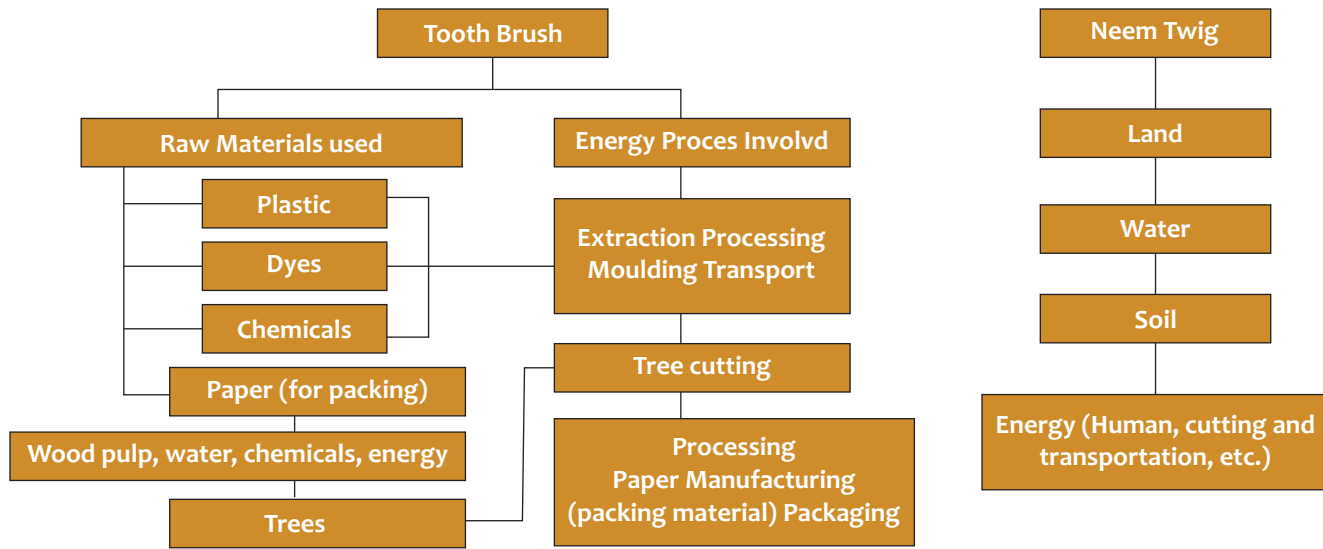 Tooth Brush
Raw Materials used
Plastic
Dyes
Chemicals
Paper (for packing)
Wood pulp, water, chemicals, energy
Trees
Energy Proces Involvd
Extraction Processing
Moulding Transport
Tree cutting
Processing
Paper Manufacturing
(packing material) Packaging
Neem Twig
Land
Water
Soil
Energy (Human, cutting and
transportation, etc.)